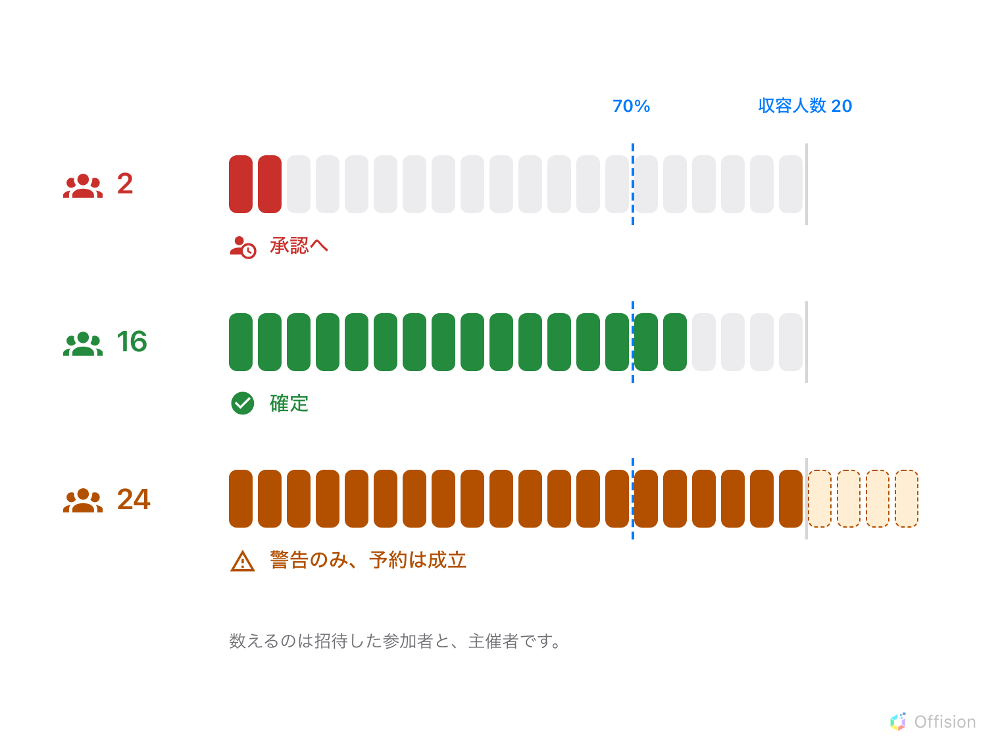 70%
収容人数 20
2
承認へ
16
確定
24
警告のみ、予約は成立
数えるのは招待した参加者と、主催者です。
Offision